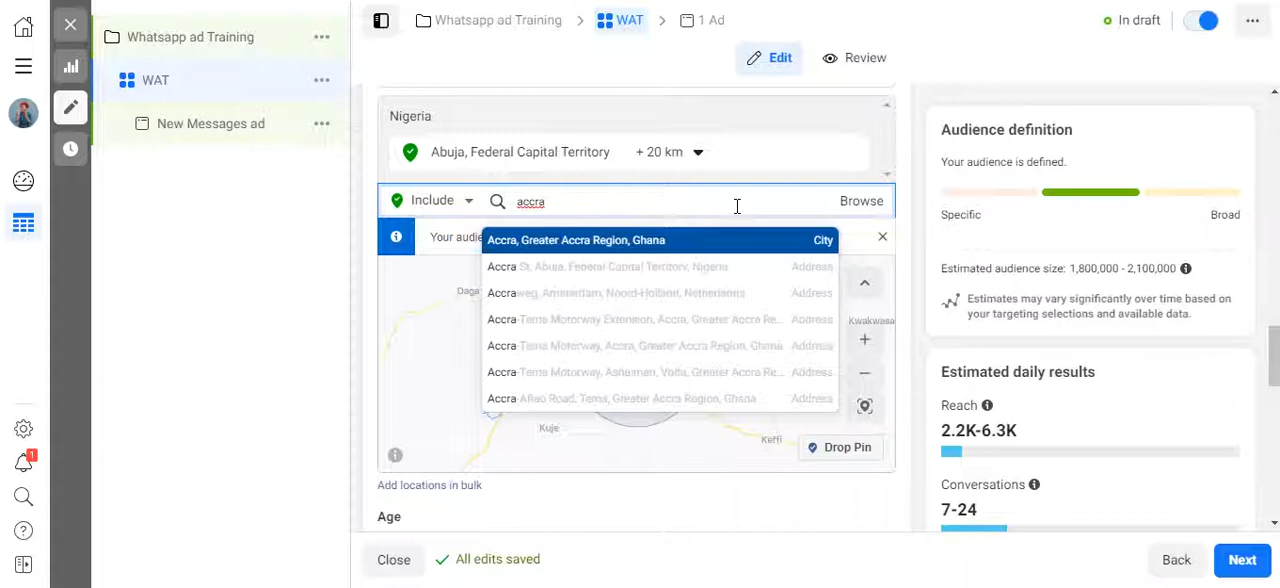 Whatsapp ad Training
WAT
New Messages ad
Whatsapp ad Training > WAT > 1 Ad
In draft
Edit
Review
Nigeria
Abuja, Federal Capital Territory + 20 km
Include accra Browse
Your audie
Accra, Greater Accra Region, Ghana City
Accra St, Abuja, Federal Capital Territory, Nigeria Address
Accraweg, Amsterdam, Noord-Holland, Netherlands Address
Accra-Tema Motorway Extension, Accra, Greater Accra Re... Address
Accra-Tema Motorway, Accra, Greater Accra Region, Ghana Address
Accra-Tema Motorway, Ashaiman, Volta, Greater Accra Re... Address
Accra-Aflao Road, Tema, Greater Accra Region, Ghana Address
Daga
Kwakwasa
Kuje
Keffi
Drop Pin
Add locations in bulk
Age
Audience definition
Your audience is defined.
Specific Broad
Estimated audience size: 1,800,000 - 2,100,000
Estimates may vary significantly over time based on
your targeting selections and available data.
Estimated daily results
Reach
2.2K-6.3K
Conversations
7-24
1
Close
All edits saved
Back
Next